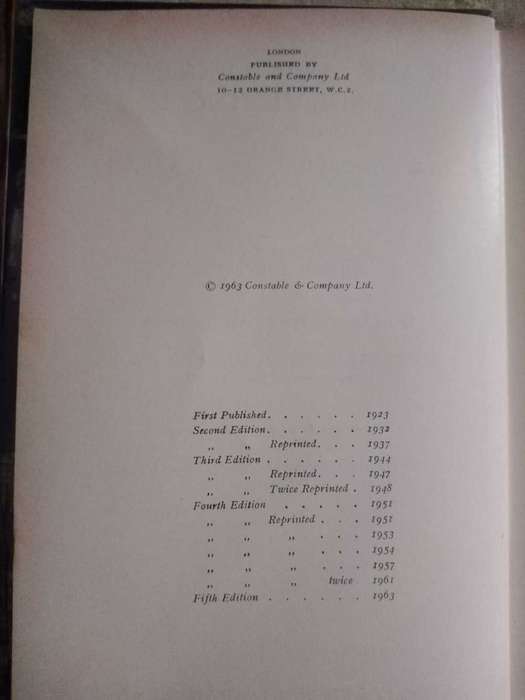 LONDON
PUBLISHED BY
Constable and Company Ltd
10-12 ORANGE STREET, W.C.2.
© 1963 Constable & Company Ltd.
First Published. . . . . . 1923
Second Edition. . . . . . 1932
„ „ Reprinted. . . 1937
Third Edition . . . . . . 1944
„ „ Reprinted. . . 1947
„ „ Twice Reprinted . 1948
Fourth Edition . . . . . 1951
„ „ Reprinted . . . 1951
„ „ „ . . . 1953
„ „ „ . . . 1954
„ „ „ . . . 1957
„ „ „ twice 1961
Fifth Edition . . . . . . 1963